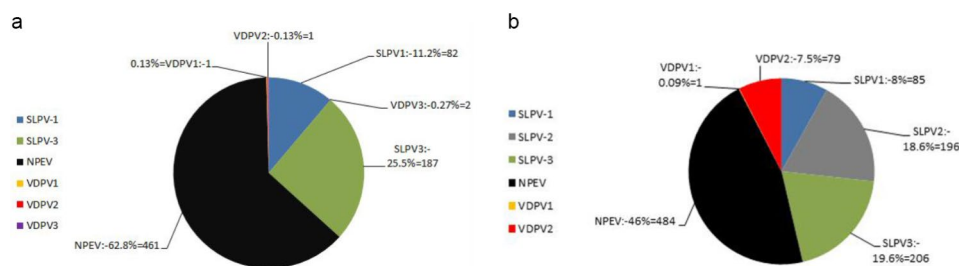 a
VDPV2:-0.13%=1
SLPV1:-11.2%=82
0.13%=VDPV1:-1
VDPV3:-0.27%=2
SLPV-1
SLPV-3
NPEV
VDPV1
VDPV2
VDPV3
SLPV3:-
25.5%=187
NPEV:-62.8%=461
b
VDPV2:-7.5%=79
VDPV1:-
0.09%=1
SLPV1:-8%=85
SLPV-1
SLPV-2
SLPV-3
NPEV
VDPV1
VDPV2
SLPV2:-
18.6%=196
NPEV:-46%=484
SLPV3:-
19.6%=206